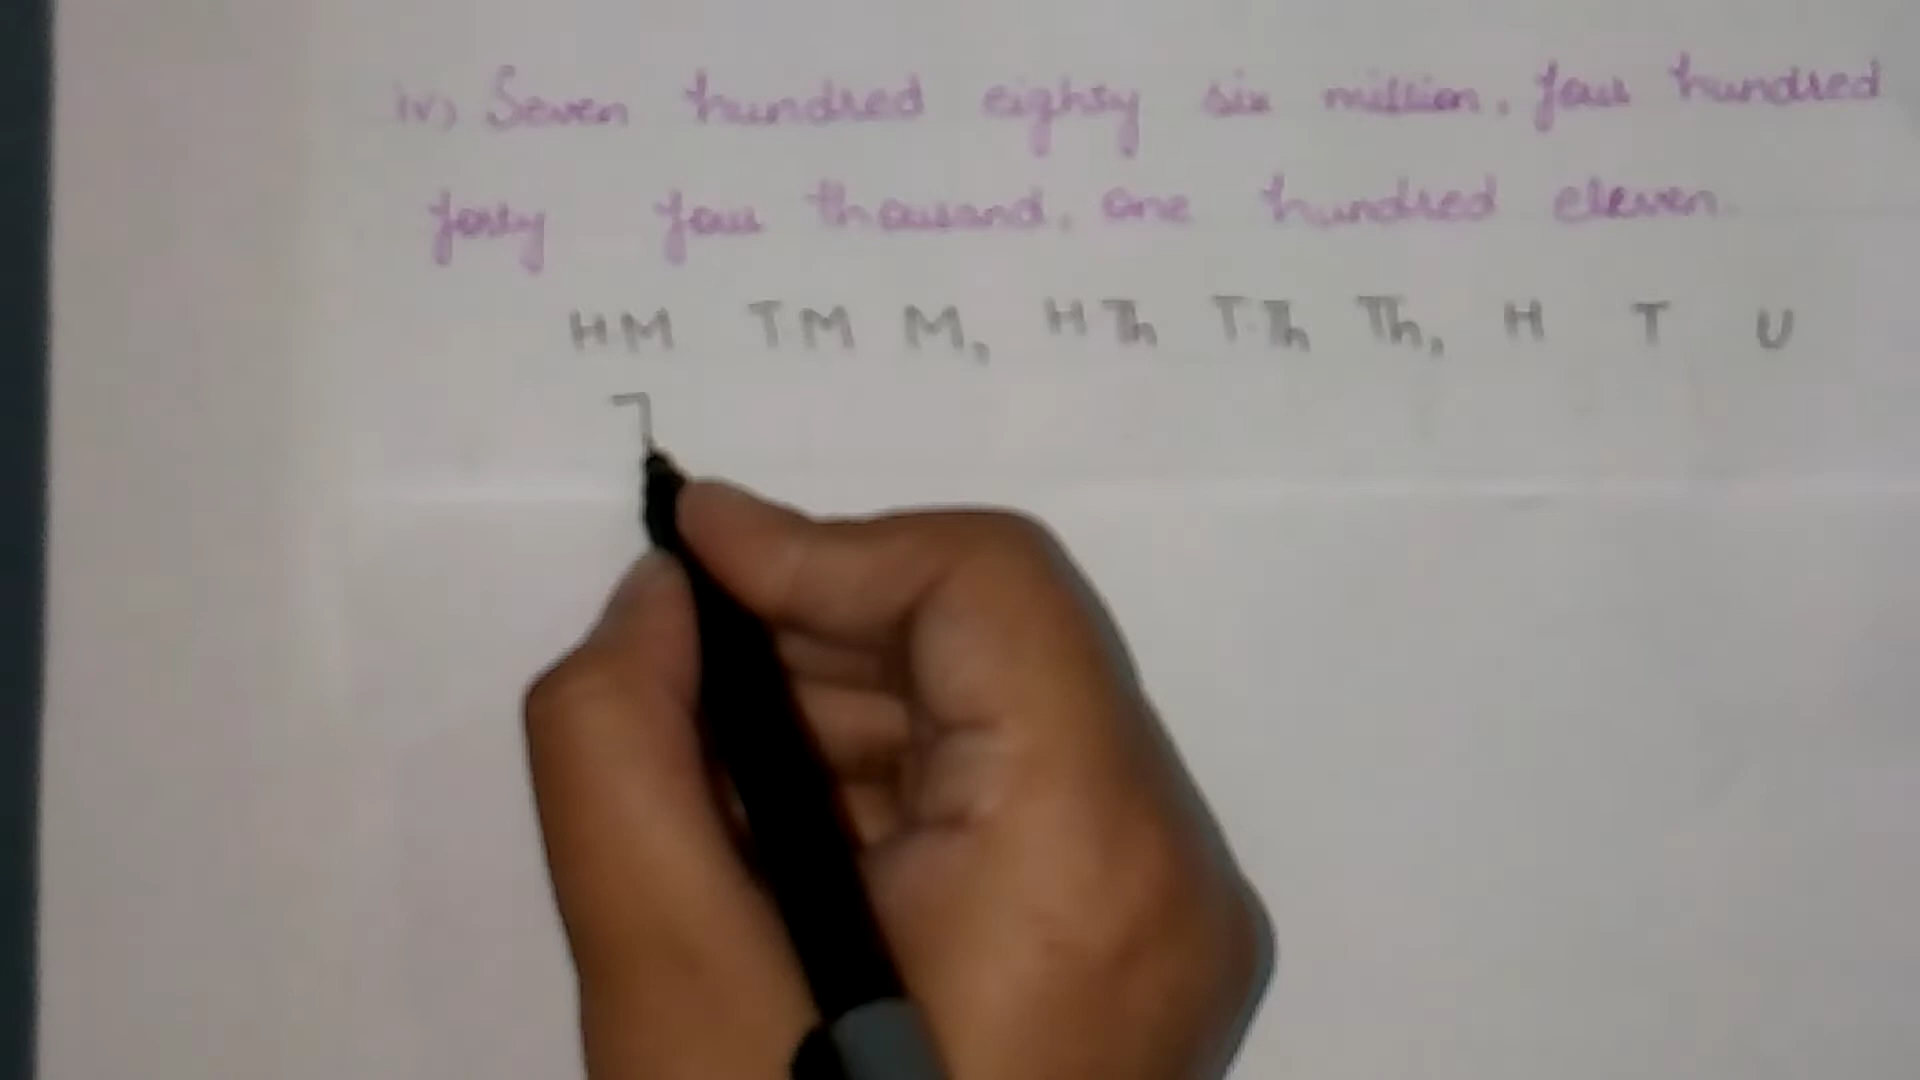 iv) Seven hundred eighty six million, four hundred
forty four thousand, one hundred eleven
HM TM M, HTh T.Th Th, H T U
7